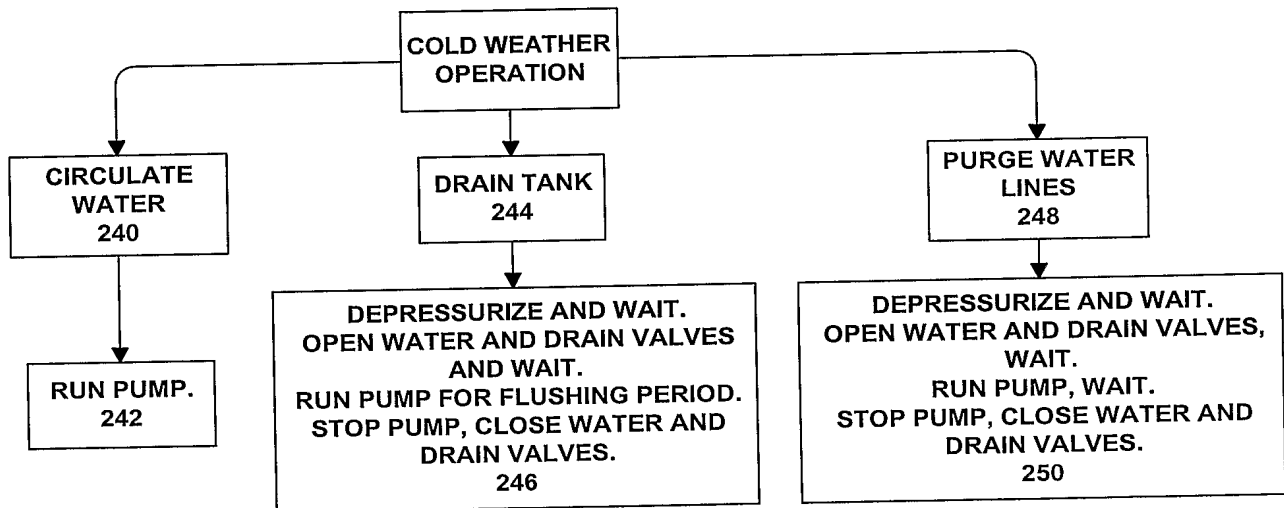 COLD WEATHER
OPERATION
CIRCULATE
WATER
240
DRAIN TANK
244
PURGE WATER
LINES
248
RUN PUMP.
242
DEPRESSURIZE AND WAIT.
OPEN WATER AND DRAIN VALVES
AND WAIT.
RUN PUMP FOR FLUSHING PERIOD.
STOP PUMP, CLOSE WATER AND
DRAIN VALVES.
246
DEPRESSURIZE AND WAIT.
OPEN WATER AND DRAIN VALVES,
WAIT.
RUN PUMP, WAIT.
STOP PUMP, CLOSE WATER AND
DRAIN VALVES.
250